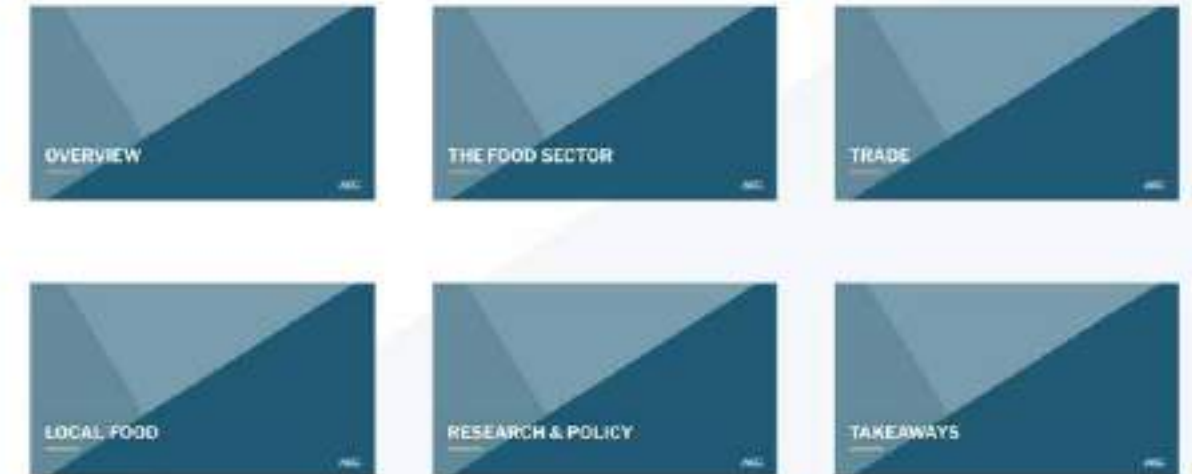 OVERVIEW
THE FOOD SECTOR
TRADE
LOCAL FOOD
RESEARCH & POLICY
TAKEAWAYS